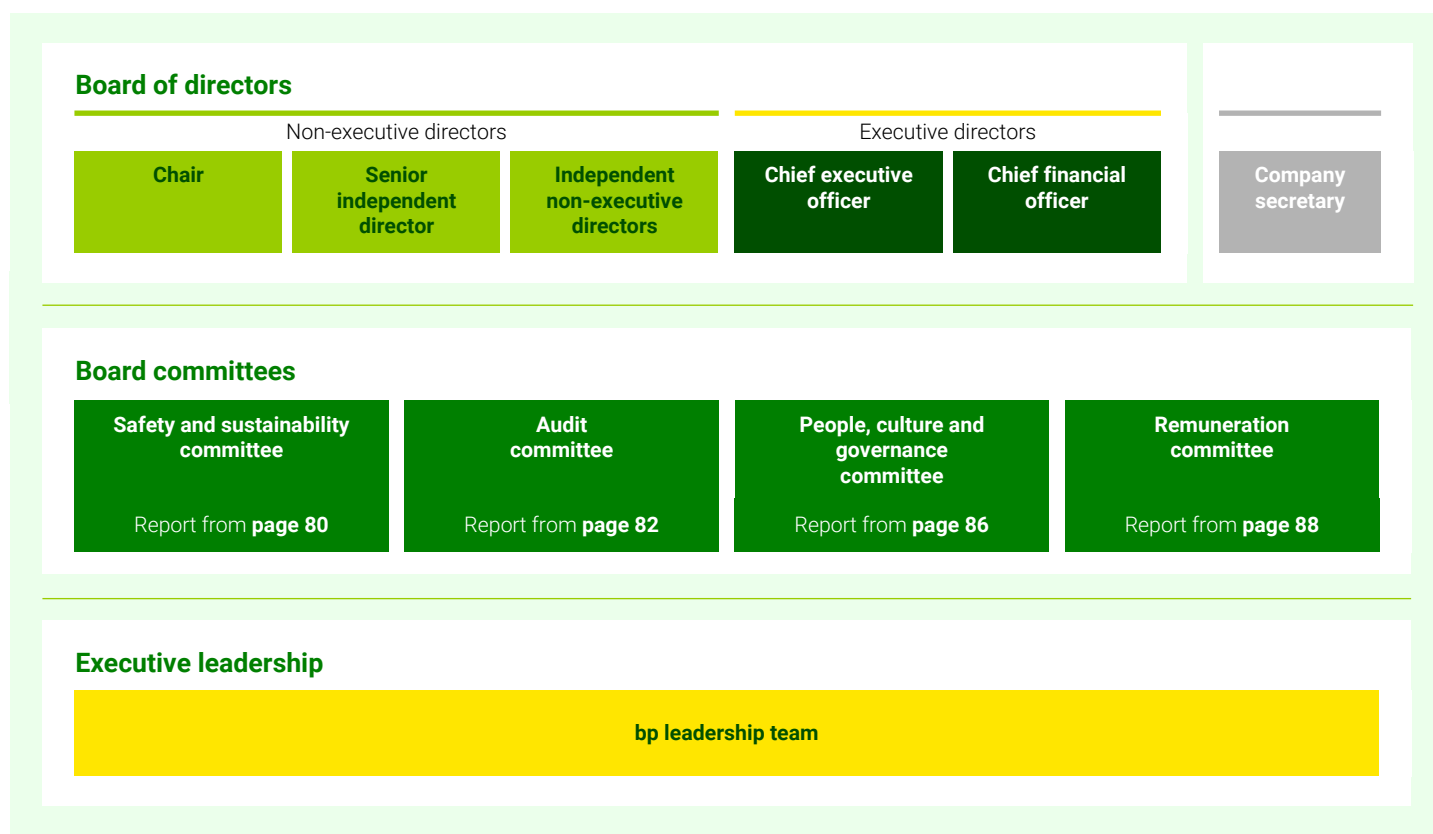 Board of directors
Non-executive directors
Executive directors
Chair
Senior
independent
director
Independent
non-executive
directors
Chief executive
officer
Chief financial
officer
Company
secretary
Board committees
Safety and sustainability
committee
Report from page 80
Audit
committee
Report from page 82
People, culture and
governance
committee
Report from page 86
Remuneration
committee
Report from page 88
Executive leadership
bp leadership team